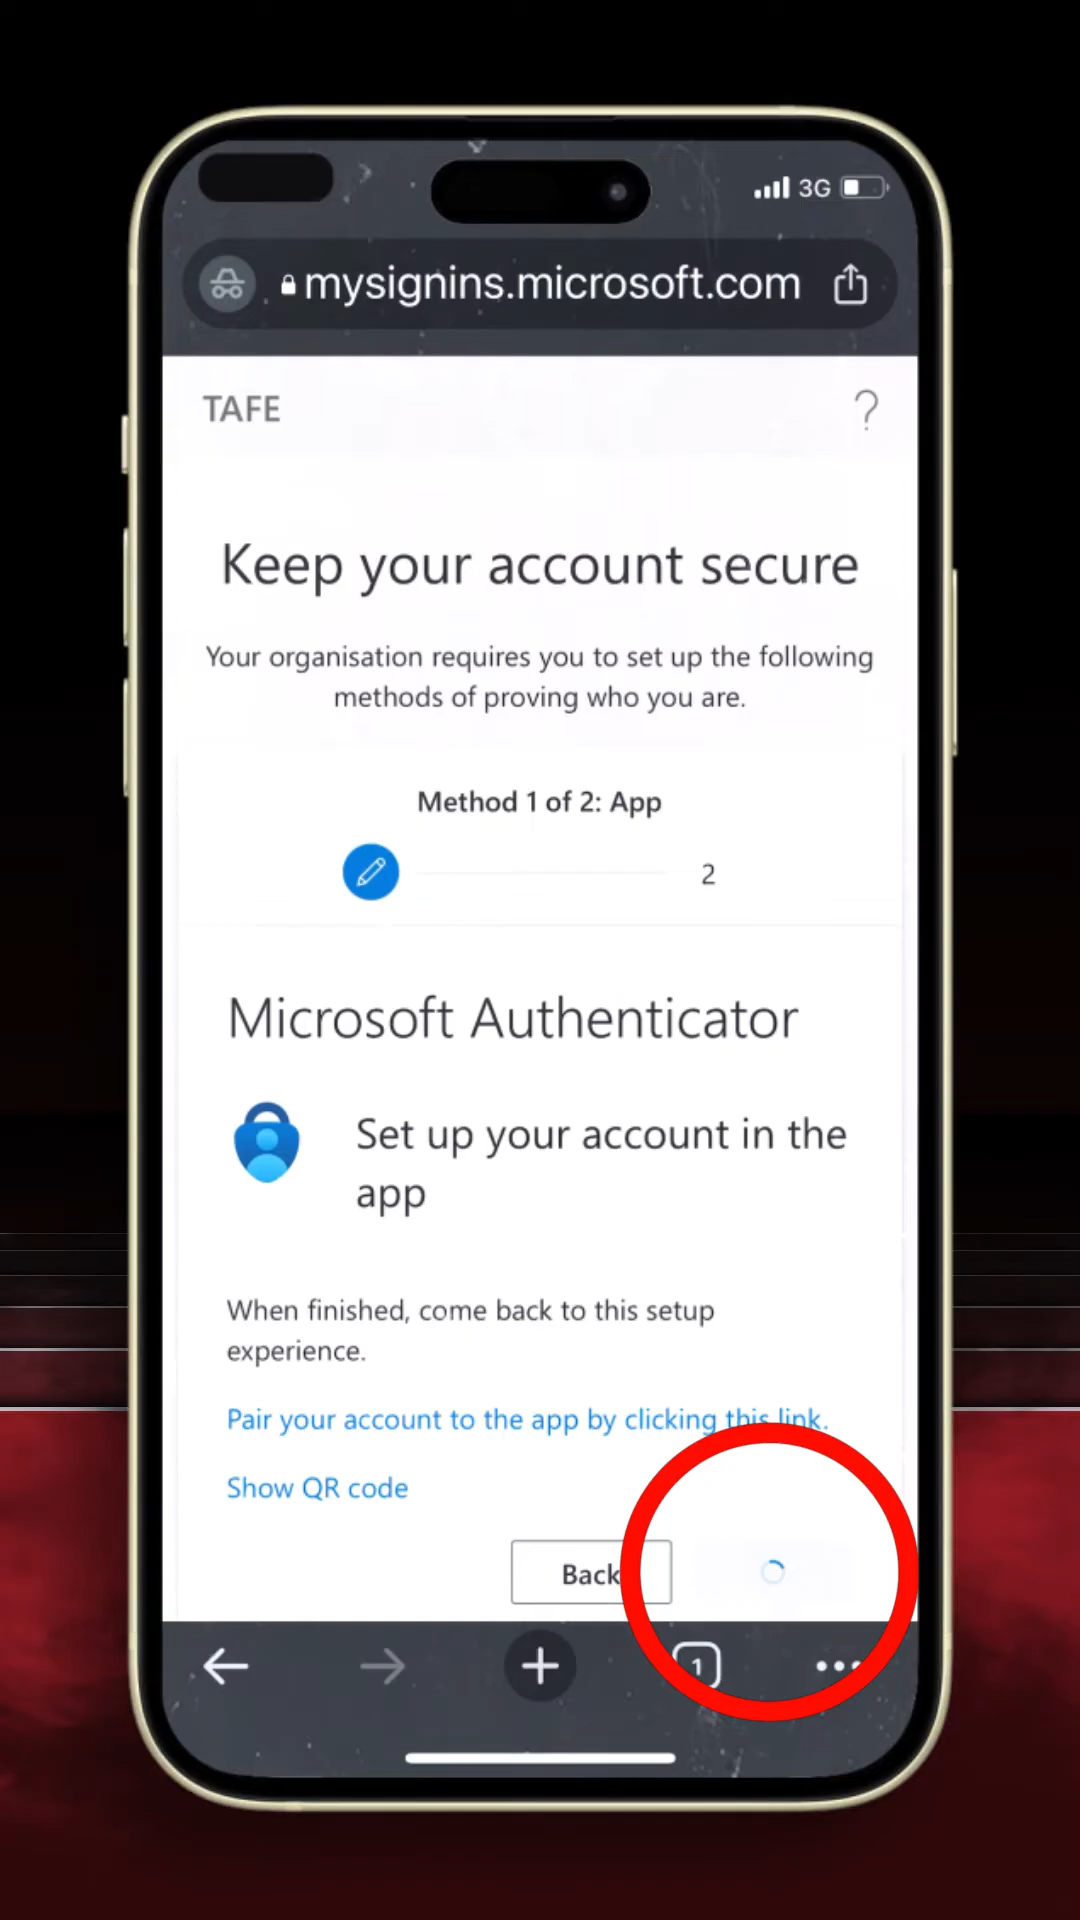 3G
mysignins.microsoft.com
TAFE
?
Keep your account secure
Your organisation requires you to set up the following
methods of proving who you are.
Method 1 of 2: App
2
Microsoft Authenticator
Set up your account in the
app
When finished, come back to this setup
experience.
Pair your account to the app by clicking this link.
Show QR code
Back
1